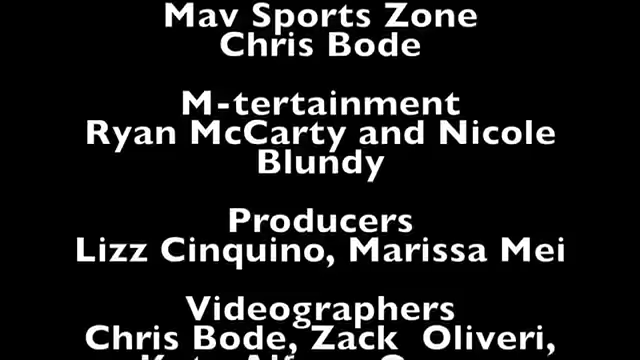 Mav Sports Zone
Chris Bode
M-tertainment
Ryan McCarty and Nicole
Blundy
Producers
Lizz Cinquino, Marissa Mei
Videographers
Chris Bode, Zack Oliveri,